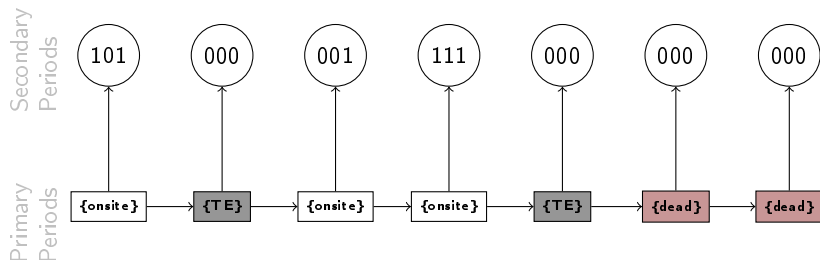 Secondary
Periods
101 000 001 111 000 000 000
Primary
Periods
{onsite} {TE} {onsite} {onsite} {TE} {dead} {dead}